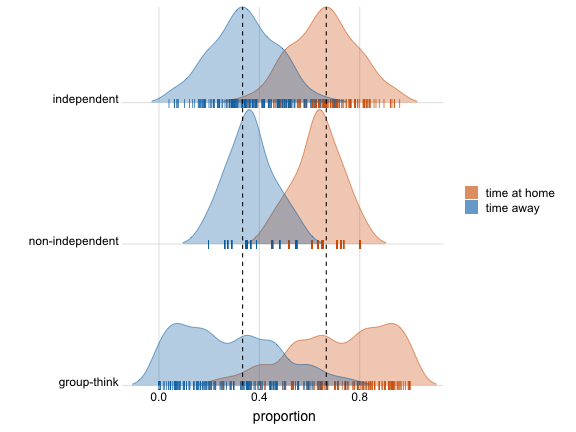 independent
non-independent
time at home
time away
group-think
0.0 0.4 0.8
proportion